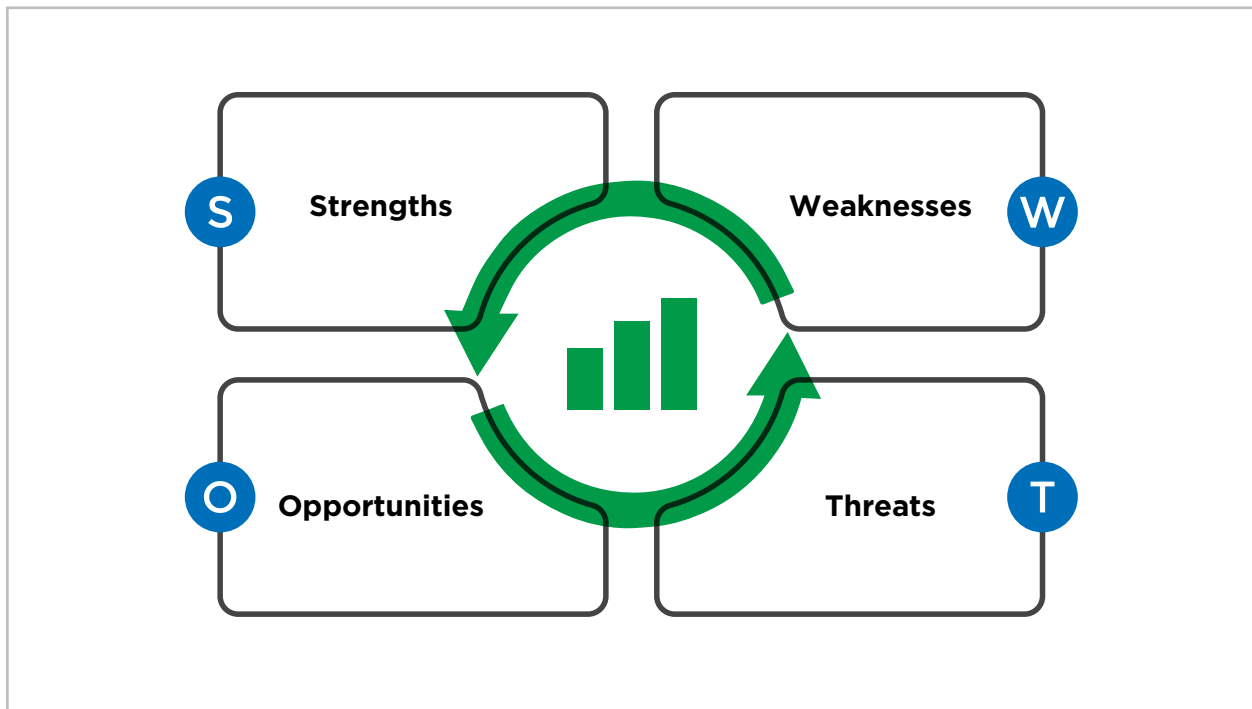 S
Strengths
Weaknesses
W
O
Opportunities
Threats
T